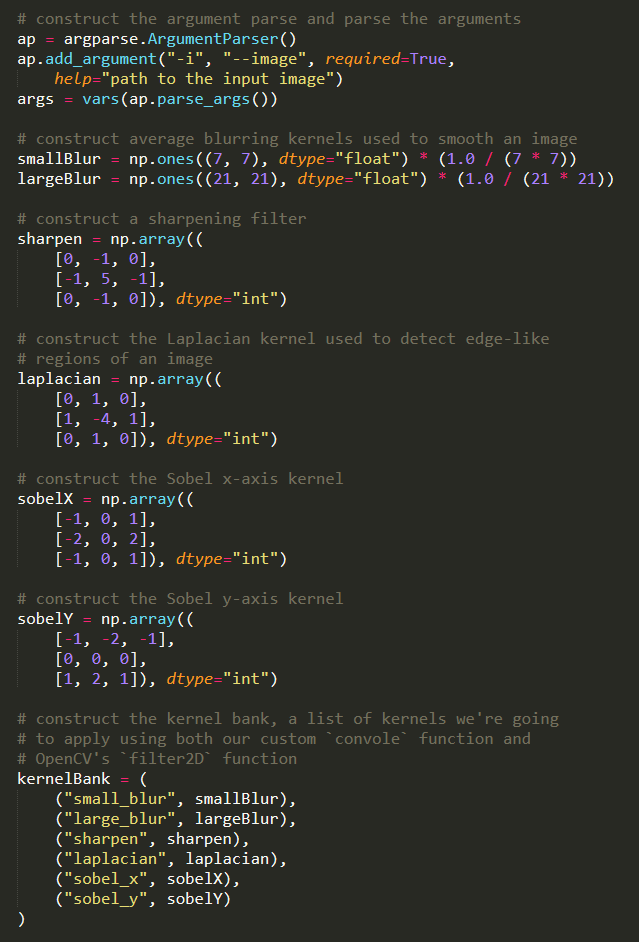 # construct the argument parse and parse the arguments
ap = argparse.ArgumentParser()
ap.add_argument("-i", "--image", required=True,
    help="path to the input image")
args = vars(ap.parse_args())

# construct average blurring kernels used to smooth an image
smallBlur = np.ones((7, 7), dtype="float") * (1.0 / (7 * 7))
largeBlur = np.ones((21, 21), dtype="float") * (1.0 / (21 * 21))

# construct a sharpening filter
sharpen = np.array((
    [0, -1, 0],
    [-1, 5, -1],
    [0, -1, 0]), dtype="int")

# construct the Laplacian kernel used to detect edge-like
# regions of an image
laplacian = np.array((
    [0, 1, 0],
    [1, -4, 1],
    [0, 1, 0]), dtype="int")

# construct the Sobel x-axis kernel
sobelX = np.array((
    [-1, 0, 1],
    [-2, 0, 2],
    [-1, 0, 1]), dtype="int")

# construct the Sobel y-axis kernel
sobelY = np.array((
    [-1, -2, -1],
    [0, 0, 0],
    [1, 2, 1]), dtype="int")

# construct the kernel bank, a list of kernels we're going
# to apply using both our custom `convole` function and
# OpenCV's `filter2D` function
kernelBank = (
    ("small_blur", smallBlur),
    ("large_blur", largeBlur),
    ("sharpen", sharpen),
    ("laplacian", laplacian),
    ("sobel_x", sobelX),
    ("sobel_y", sobelY)
)